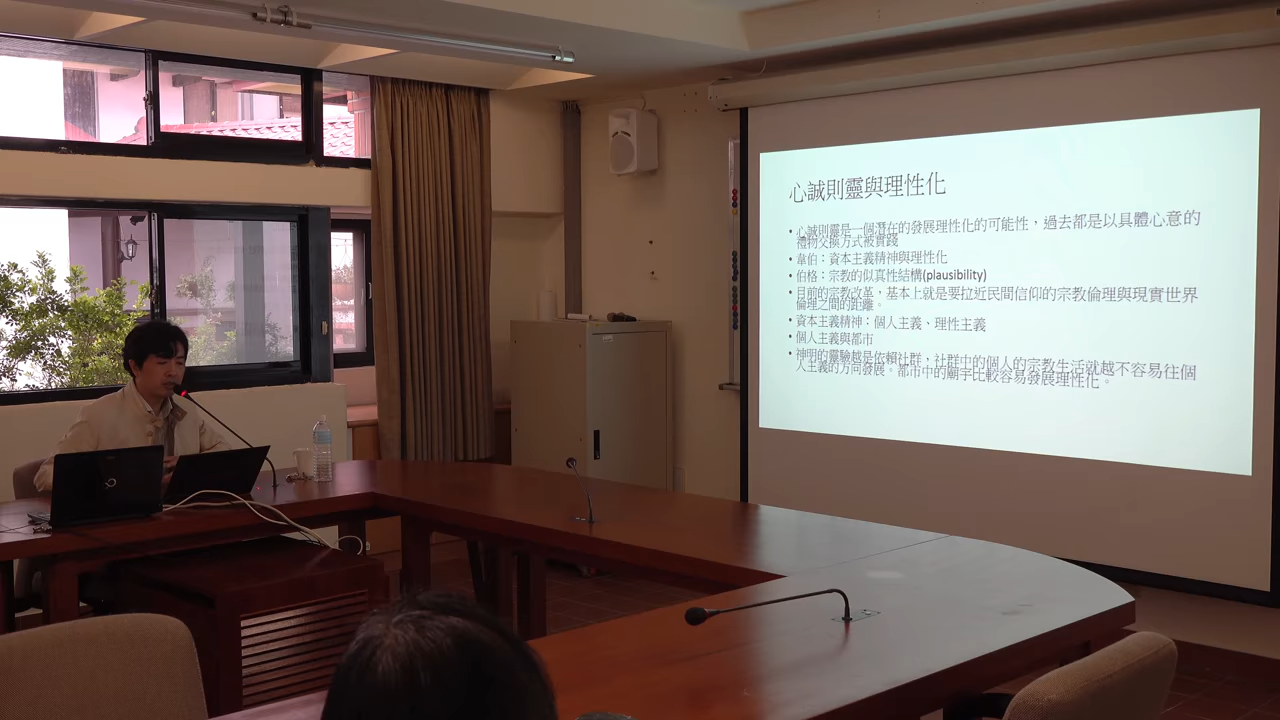 心誠則靈與理性化
• 心誠則靈是一個潛在的發展理性化的可能性，過去都是以具體心意的
禮物交換方式被實踐
• 韋伯：資本主義精神與理性化
• 伯格：宗教的似真性結構(plausibility)
• 目前的宗教改革，基本上就是要拉近民間信仰的宗教倫理與現實世界
倫理之間的距離。
• 資本主義精神：個人主義、理性主義
• 個人主義與都市
• 神明的靈驗越是依賴社群，社群中的個人的宗教生活就越不容易往個
人主義的方向發展。都市中的廟宇比較容易發展理性化。